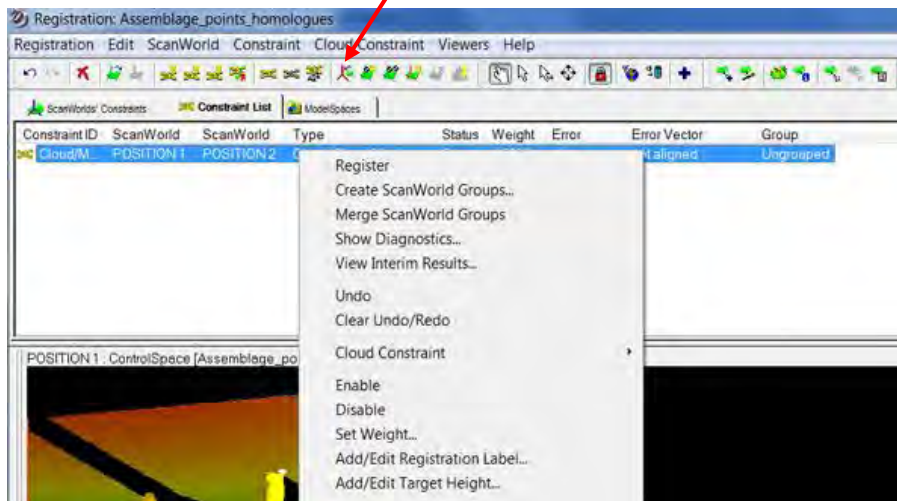 Registration: Assemblage_points_homologues
Registration Edit ScanWorld Constraint Cloud Constraint Viewers Help
ScanWorlds' Constraints Constraint List ModelSpaces
Constraint ID ScanWorld ScanWorld Type Status Weight Error Error Vector Group
Cloud/M... POSITION 1 POSITION 2 aligned Ungrouped
Register
Create ScanWorld Groups...
Merge ScanWorld Groups
Show Diagnostics...
View Interim Results...
Undo
Clear Undo/Redo
Cloud Constraint
Enable
Disable
Set Weight...
Add/Edit Registration Label...
Add/Edit Target Height...
POSITION 1 : ControlSpace [Assemblage_po